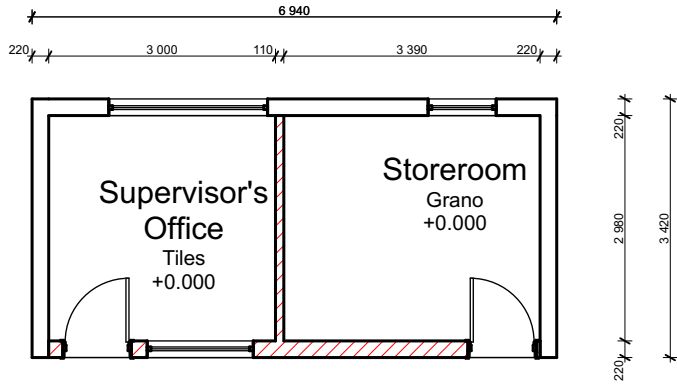 6 940
220 3 000 110 3 390 220
Supervisor's
Office
Tiles
+0.000
Storeroom
Grano
+0.000
220
2 980
220
3 420